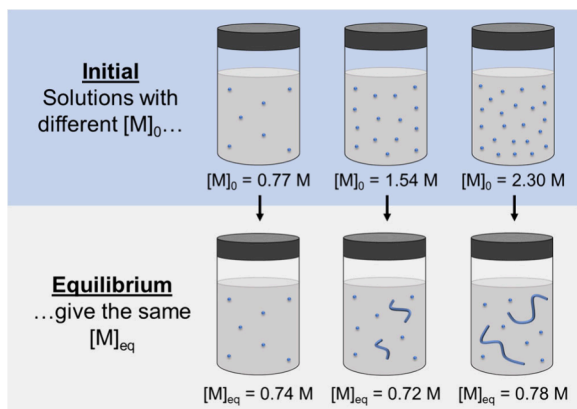 Initial
Solutions with
different [M]₀…
[M]₀ = 0.77 M
[M]₀ = 1.54 M
[M]₀ = 2.30 M
Equilibrium
…give the same
[M]eq
[M]eq = 0.74 M
[M]eq = 0.72 M
[M]eq = 0.78 M